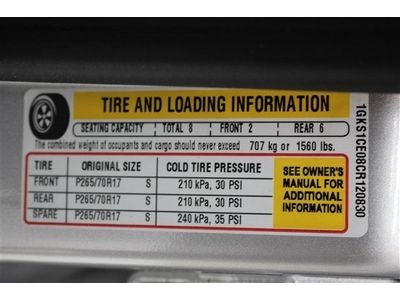 TIRE AND LOADING INFORMATION
SEATING CAPACITY TOTAL 8 FRONT 2 REAR 6
The combined weight of occupants and cargo should never exceed 707 kg or 1560 lbs.
TIRE ORIGINAL SIZE COLD TIRE PRESSURE
FRONT P265/70R17 S 210 kPa, 30 PSI
REAR P265/70R17 S 210 kPa, 30 PSI
SPARE P265/70R17 S 240 kPa, 35 PSI
SEE OWNER'S
MANUAL FOR
ADDITIONAL
INFORMATION
1GKS1CE08CR120830